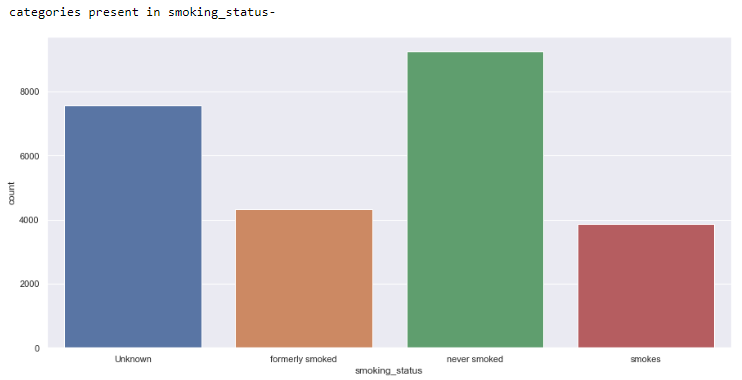 categories present in smoking_status-
8000
6000
4000
2000
0
count
Unknown formerly smoked never smoked smokes
smoking_status